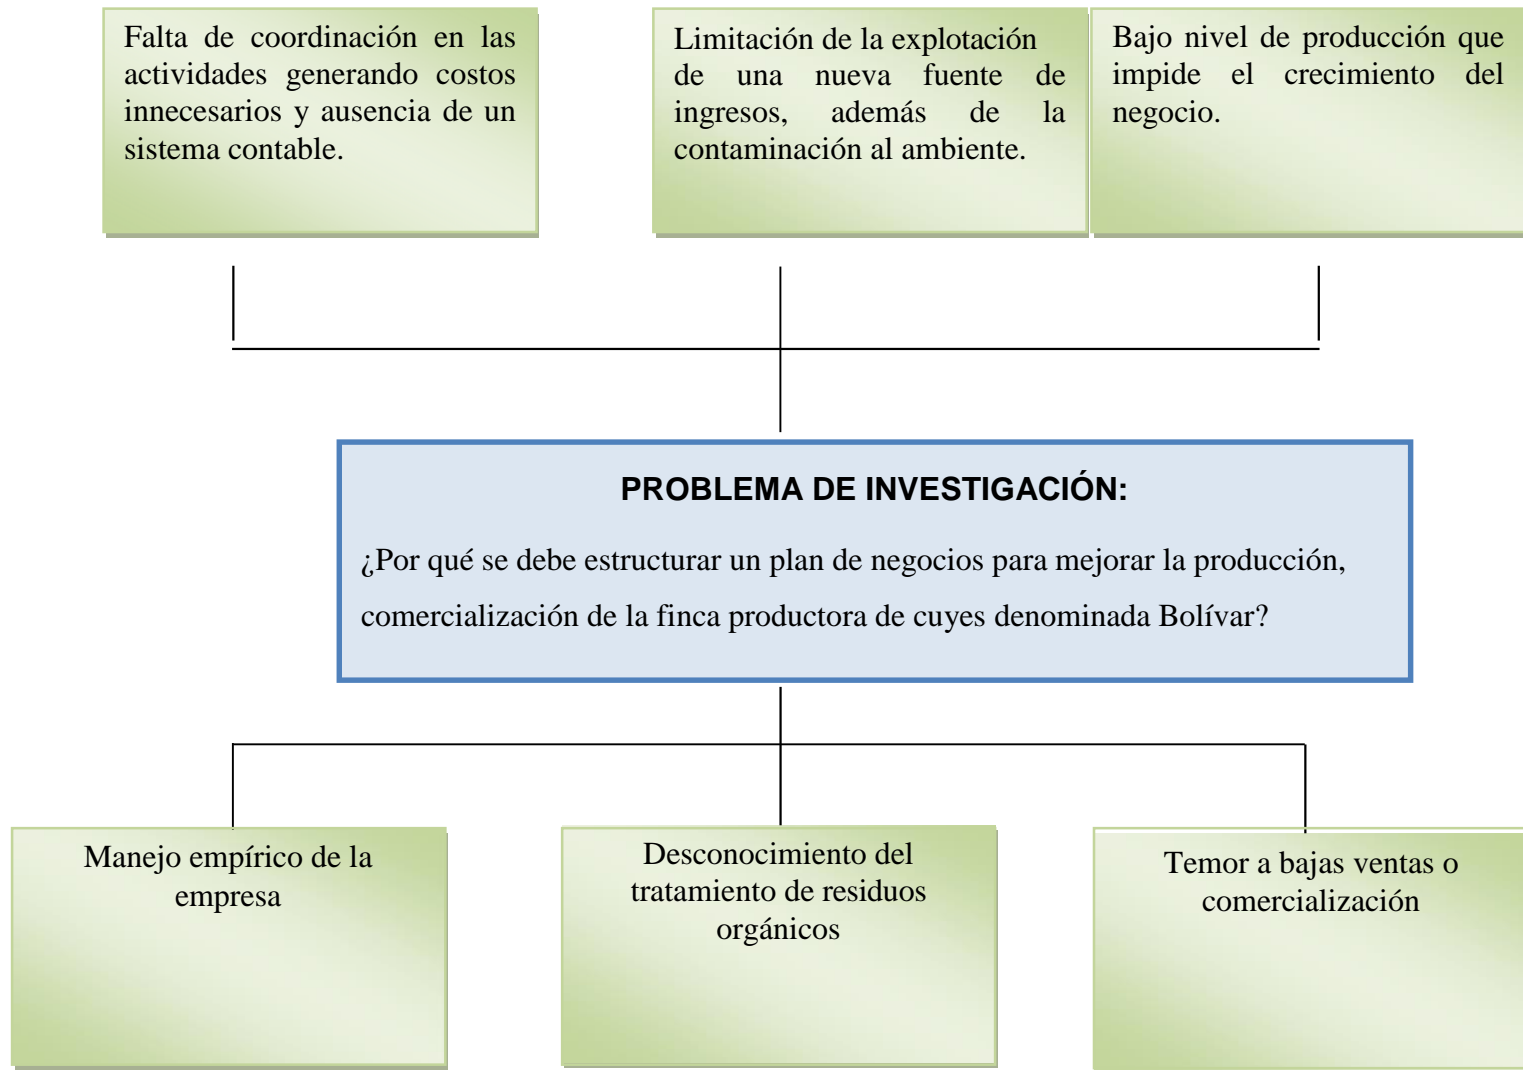 Falta de coordinación en las
actividades generando costos
innecesarios y ausencia de un
sistema contable.
Limitación de la explotación
de una nueva fuente de
ingresos, además de la
contaminación al ambiente.
Bajo nivel de producción que
impide el crecimiento del
negocio.
PROBLEMA DE INVESTIGACIÓN:
¿Por qué se debe estructurar un plan de negocios para mejorar la producción,
comercialización de la finca productora de cuyes denominada Bolívar?
Manejo empírico de la
empresa
Desconocimiento del
tratamiento de residuos
orgánicos
Temor a bajas ventas o
comercialización